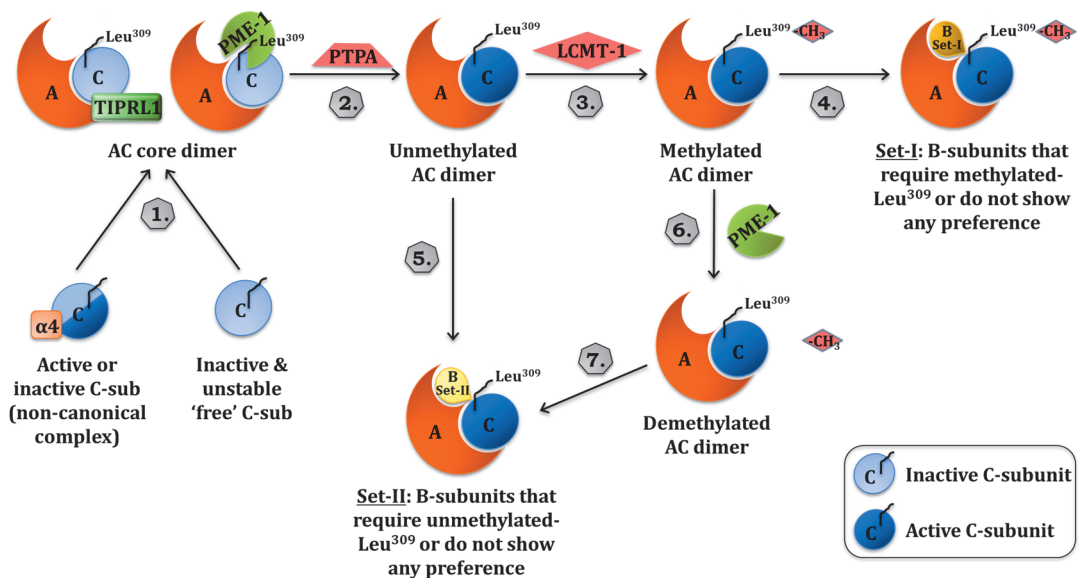 Leu³⁰⁹
C
A
TIPRL1
AC core dimer
PME-1
Leu³⁰⁹
C
A
PTPA
2.
Leu³⁰⁹
C
A
Unmethylated
AC dimer
LCMT-1
3.
Leu³⁰⁹
-CH₃
C
A
Methylated
AC dimer
4.
B
Set-I
Leu³⁰⁹
-CH₃
C
A
Set-I: B-subunits that
require methylated-
Leu³⁰⁹ or do not show
any preference
1.
α4
C
Active or
inactive C-sub
(non-canonical
complex)
C
Inactive &
unstable
'free' C-sub
5.
6.
PME-1
Leu³⁰⁹
-CH₃
C
A
Demethylated
AC dimer
7.
B
Set-II
Leu³⁰⁹
C
A
Set-II: B-subunits that
require unmethylated-
Leu³⁰⁹ or do not show
any preference
C
Inactive C-subunit
C
Active C-subunit